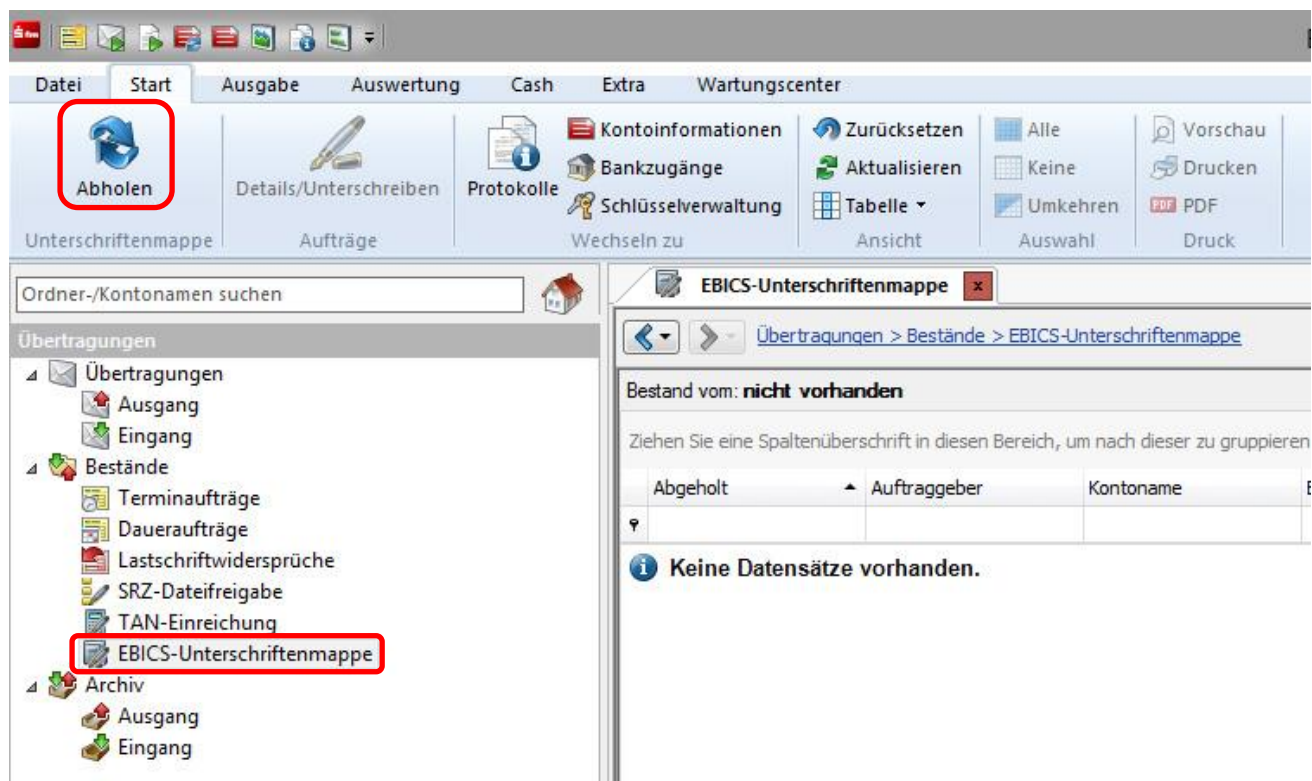 Datei Start Ausgabe Auswertung Cash Extra Wartungscenter
Abholen
Unterschriftenmappe
Details/Unterschreiben
Aufträge
Protokolle
Kontoinformationen
Bankzugänge
Schlüsselverwaltung
Wechseln zu
Zurücksetzen
Aktualisieren
Tabelle
Ansicht
Alle
Keine
Umkehren
Auswahl
Vorschau
Drucken
PDF PDF
Druck
Ordner-/Kontonamen suchen
Übertragungen
Übertragungen
Ausgang
Eingang
Bestände
Terminaufträge
Daueraufträge
Lastschriftwidersprüche
SRZ-Dateifreigabe
TAN-Einreichung
EBICS-Unterschriftenmappe
Archiv
Ausgang
Eingang
EBICS-Unterschriftenmappe x
Übertragungen > Bestände > EBICS-Unterschriftenmappe
Bestand vom: nicht vorhanden
Ziehen Sie eine Spaltenüberschrift in diesen Bereich, um nach dieser zu gruppieren
Abgeholt Auftraggeber Kontoname
Keine Datensätze vorhanden.